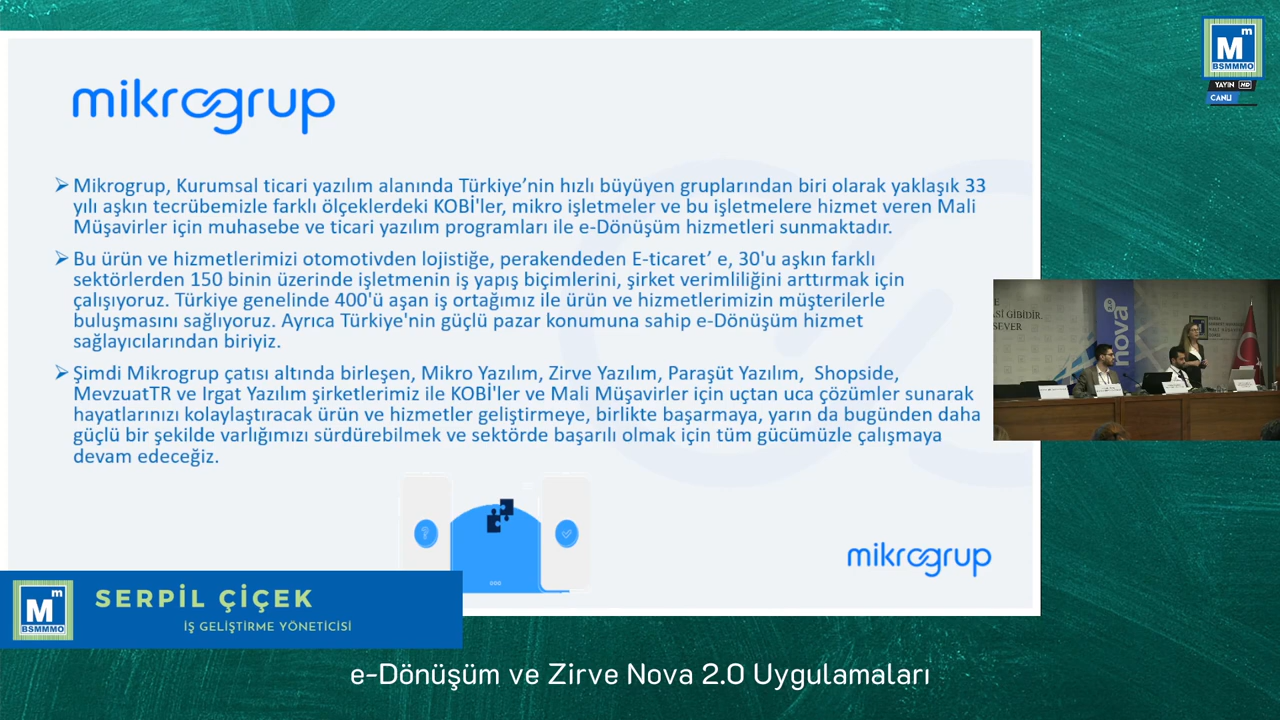 mikrogrup
Mikrogrup, Kurumsal ticari yazılım alanında Türkiye’nin hızlı büyüyen gruplarından biri olarak yaklaşık 33
yılı aşkın tecrübemizle farklı ölçeklerdeki KOBİ'ler, mikro işletmeler ve bu işletmelere hizmet veren Mali
Müşavirler için muhasebe ve ticari yazılım programları ile e-Dönüşüm hizmetleri sunmaktadır.
Bu ürün ve hizmetlerimizi otomotivden lojistiğe, perakendeden E-ticaret’ e, 30'u aşkın farklı
sektörlerden 150 binin üzerinde işletmenin iş yapış biçimlerini, şirket verimliliğini arttırmak için
çalışıyoruz. Türkiye genelinde 400'ü aşan iş ortağımız ile ürün ve hizmetlerimizin müşterilerle
buluşmasını sağlıyoruz. Ayrıca Türkiye'nin güçlü pazar konumuna sahip e-Dönüşüm hizmet
sağlayıcılarından biriyiz.
Şimdi Mikrogrup çatısı altında birleşen, Mikro Yazılım, Zirve Yazılım, Paraşüt Yazılım, Shopside,
MevzuatTR ve Irgat Yazılım şirketlerimiz ile KOBİ'ler ve Mali Müşavirler için uçtan uca çözümler sunarak
hayatlarınızı kolaylaştıracak ürün ve hizmetler geliştirmeye, birlikte başarmaya, yarın da bugünden daha
güçlü bir şekilde varlığımızı sürdürebilmek ve sektörde başarılı olmak için tüm gücümüzle çalışmaya
devam edeceğiz.
mikrogrup
Mm
BSMMMO
YAYIN HD
CANLI
ASI GİBİDİR.
SEVER
nova
Mm
BSMMMO
SERPİL ÇİÇEK
İŞ GELİŞTİRME YÖNETİCİSİ
e-Dönüşüm ve Zirve Nova 2.0 Uygulamaları